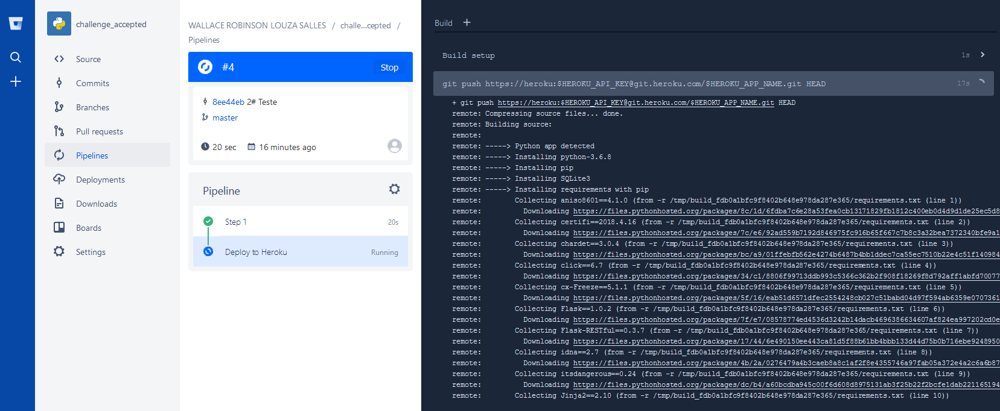 challenge_accepted
Source
Commits
Branches
Pull requests
Pipelines
Deployments
Downloads
Boards
Settings
WALLACE ROBINSON LOUZA SALLES / challe...cepted /
Pipelines
#4 Stop
8ee44eb 2# Teste
master
20 sec 16 minutes ago
Pipeline
Step 1 20s
Deploy to Heroku Running
Build +
Build setup 1s
git push https://heroku:$HEROKU_API_KEY@git.heroku.com/$HEROKU_APP_NAME.git HEAD 17s
+ git push https://heroku:$HEROKU_API_KEY@git.heroku.com/$HEROKU_APP_NAME.git HEAD
remote: Compressing source files... done.
remote: Building source:
remote:
remote: -----> Python app detected
remote: -----> Installing python-3.6.8
remote: -----> Installing pip
remote: -----> Installing SQLite3
remote: -----> Installing requirements with pip
remote: Collecting aniso8601==4.1.0 (from -r /tmp/build_fdb0a1bfc9f8402b648e978da287e365/requirements.txt (line 1))
remote: Downloading https://files.pythonhosted.org/packages/8c/1d/6fdba7c6e28a53fea0cb13171829fb1812c400eb0d4d9d1de25ec5d8
remote: Collecting certifi==2018.4.16 (from -r /tmp/build_fdb0a1bfc9f8402b648e978da287e365/requirements.txt (line 2))
remote: Downloading https://files.pythonhosted.org/packages/7c/e6/92ad559b7192d846975fc916b65f667c7b8c3a32bea7372340bfe9a1
remote: Collecting chardet==3.0.4 (from -r /tmp/build_fdb0a1bfc9f8402b648e978da287e365/requirements.txt (line 3))
remote: Downloading https://files.pythonhosted.org/packages/bc/a9/01ffebfb562e4274b6487b4bb1ddec7ca55ec7510b22e4c51f140984
remote: Collecting click==6.7 (from -r /tmp/build_fdb0a1bfc9f8402b648e978da287e365/requirements.txt (line 4))
remote: Downloading https://files.pythonhosted.org/packages/34/c1/8806f99713ddb993c5366c362b2f908f18269f8d792aff1abfd70077
remote: Collecting cx-Freeze==5.1.1 (from -r /tmp/build_fdb0a1bfc9f8402b648e978da287e365/requirements.txt (line 5))
remote: Downloading https://files.pythonhosted.org/packages/5f/16/eab51d6571dfec2554248cb027c51babd04d97f594ab6359e0707361
remote: Collecting Flask==1.0.2 (from -r /tmp/build_fdb0a1bfc9f8402b648e978da287e365/requirements.txt (line 6))
remote: Downloading https://files.pythonhosted.org/packages/7f/e7/08578774ed4536d3242b14dacb4696386634607af824ea997202cd0e
remote: Collecting Flask-RESTful==0.3.7 (from -r /tmp/build_fdb0a1bfc9f8402b648e978da287e365/requirements.txt (line 7))
remote: Downloading https://files.pythonhosted.org/packages/17/44/6e490150ee443ca81d5f88b61bb4bbb133d44d75b0b716ebe9248950
remote: Collecting idna==2.7 (from -r /tmp/build_fdb0a1bfc9f8402b648e978da287e365/requirements.txt (line 8))
remote: Downloading https://files.pythonhosted.org/packages/4b/2a/0276479a4b3caeb8a8c1af2f8e4355746a97fab05a372e4a2c6a6b87
remote: Collecting itsdangerous==0.24 (from -r /tmp/build_fdb0a1bfc9f8402b648e978da287e365/requirements.txt (line 9))
remote: Downloading https://files.pythonhosted.org/packages/dc/b4/a60bcdba945c00f6d608d8975131ab3f25b22f2bcfe1dab221165194
remote: Collecting Jinja2==2.10 (from -r /tmp/build_fdb0a1bfc9f8402b648e978da287e365/requirements.txt (line 10))